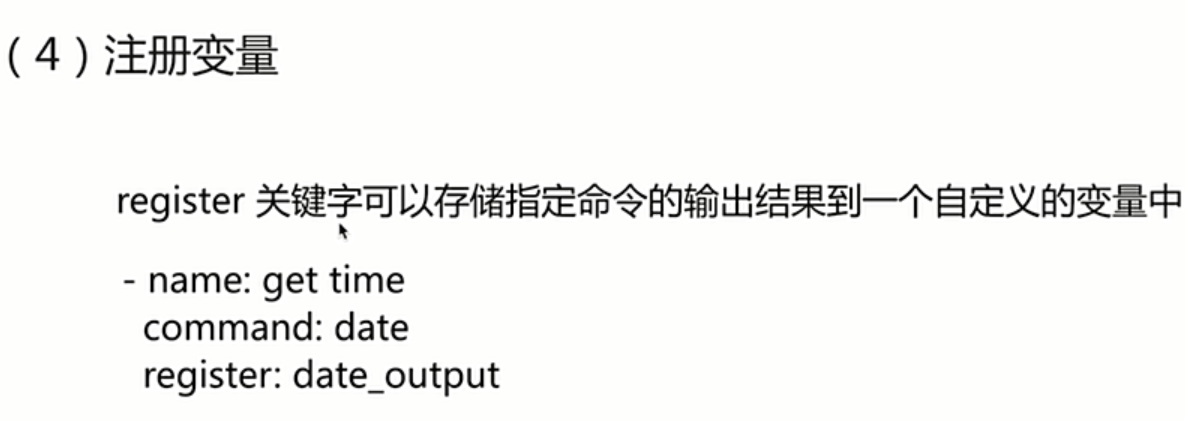 （4）注册变量
register 关键字可以存储指定命令的输出结果到一个自定义的变量中
- name: get time
command: date
register: date_output